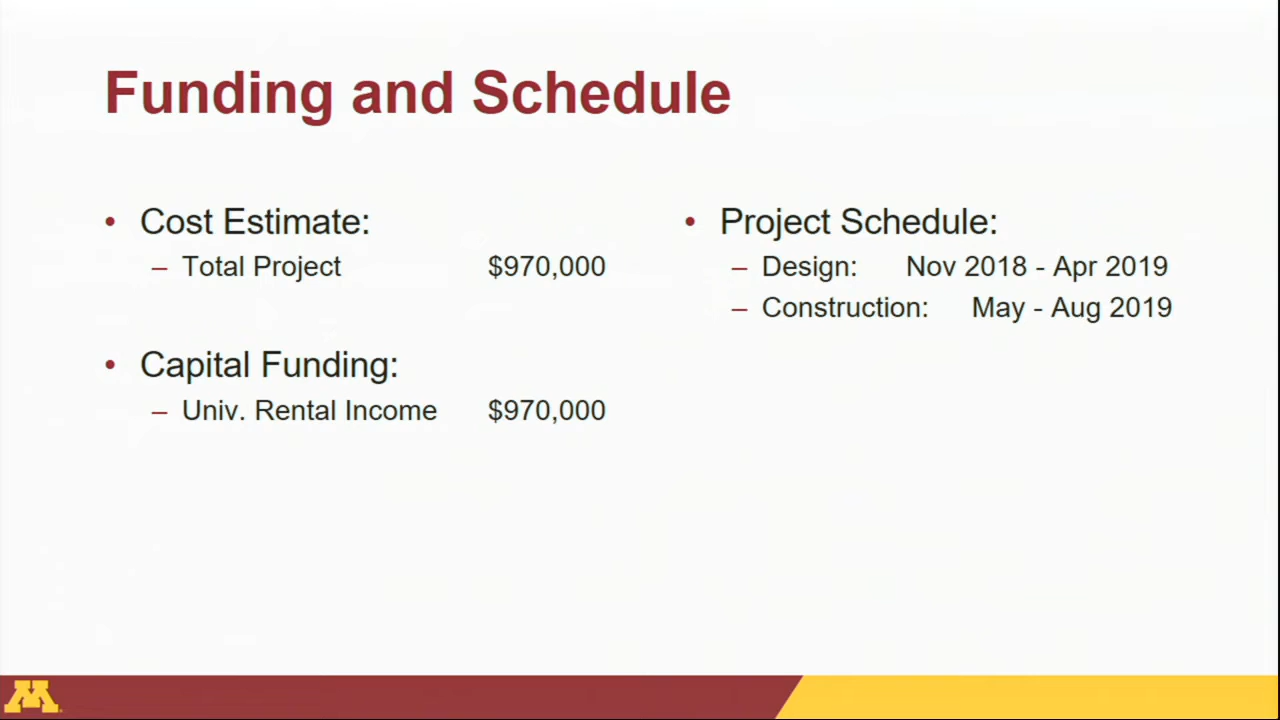 Funding and Schedule
• Cost Estimate:
– Total Project $970,000
• Capital Funding:
– Univ. Rental Income $970,000
• Project Schedule:
– Design: Nov 2018 - Apr 2019
– Construction: May - Aug 2019
M